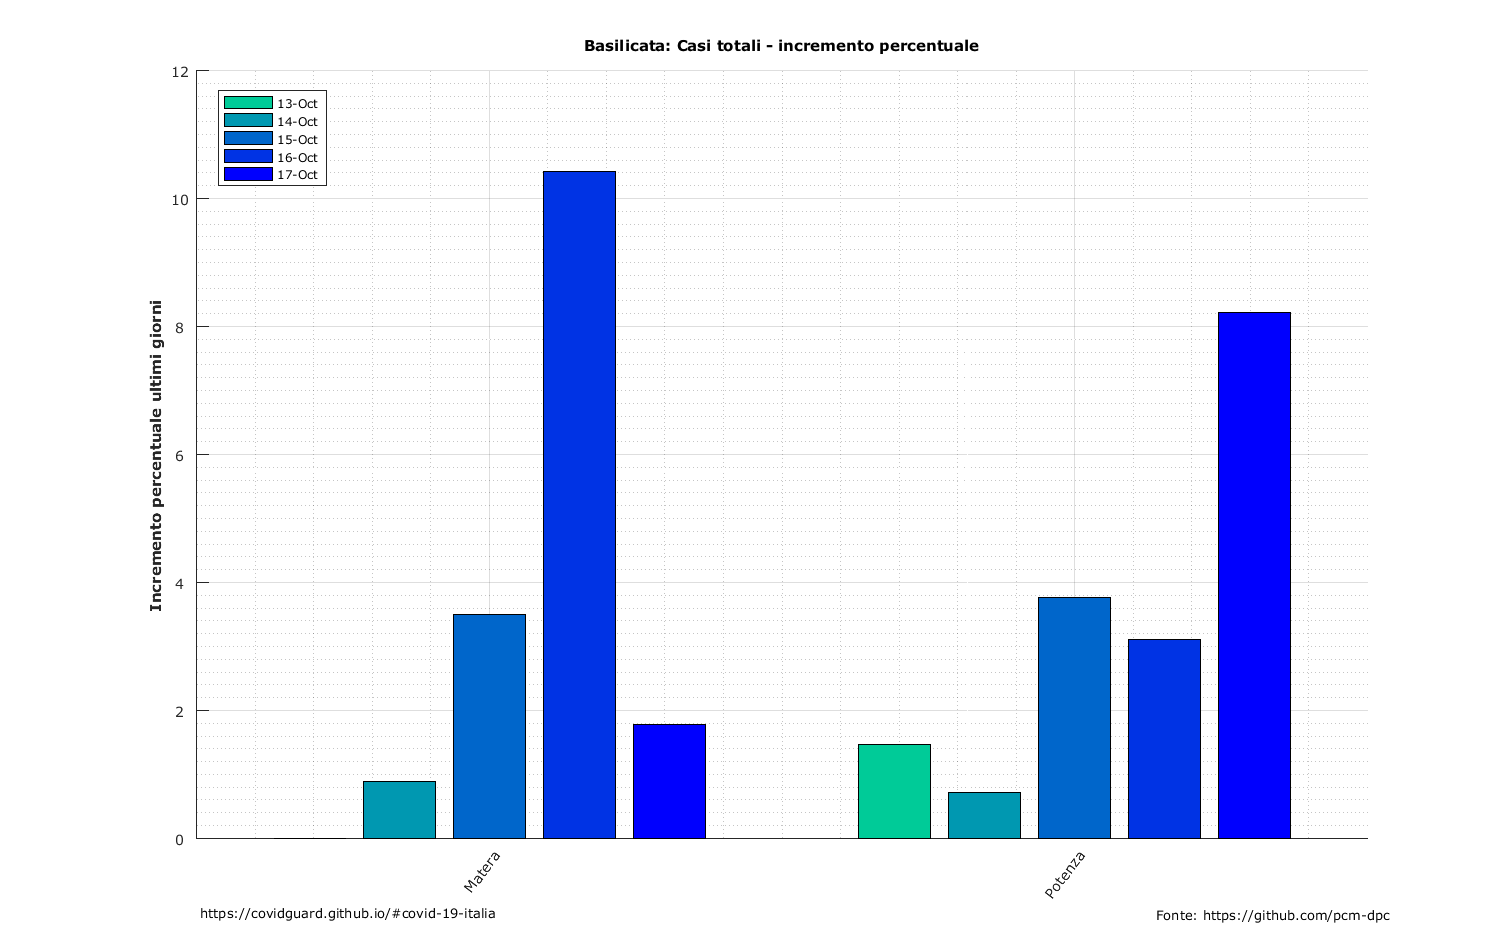 Basilicata: Casi totali - incremento percentuale
12
10
8
6
4
2
0
Incremento percentuale ultimi giorni
13-Oct
14-Oct
15-Oct
16-Oct
17-Oct
Matera
Potenza
https://covidguard.github.io/#covid-19-italia
Fonte: https://github.com/pcm-dpc